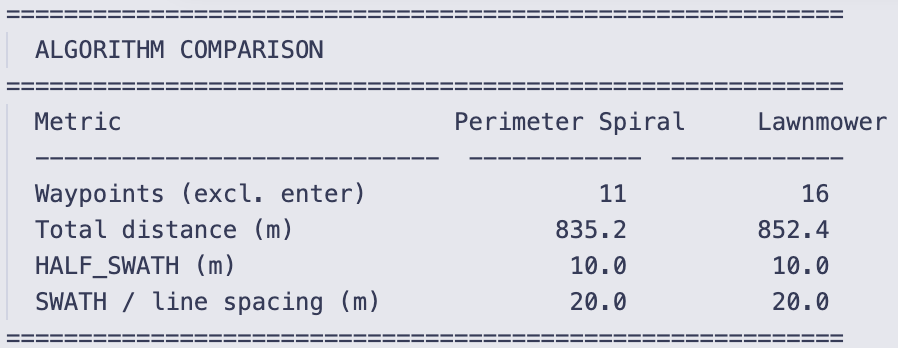 ==========================================================
ALGORITHM COMPARISON
==========================================================
Metric                       Perimeter Spiral     Lawnmower
----------------------------  ------------  ------------
Waypoints (excl. enter)                11            16
Total distance (m)                  835.2         852.4
HALF_SWATH (m)                       10.0          10.0
SWATH / line spacing (m)             20.0          20.0
==========================================================